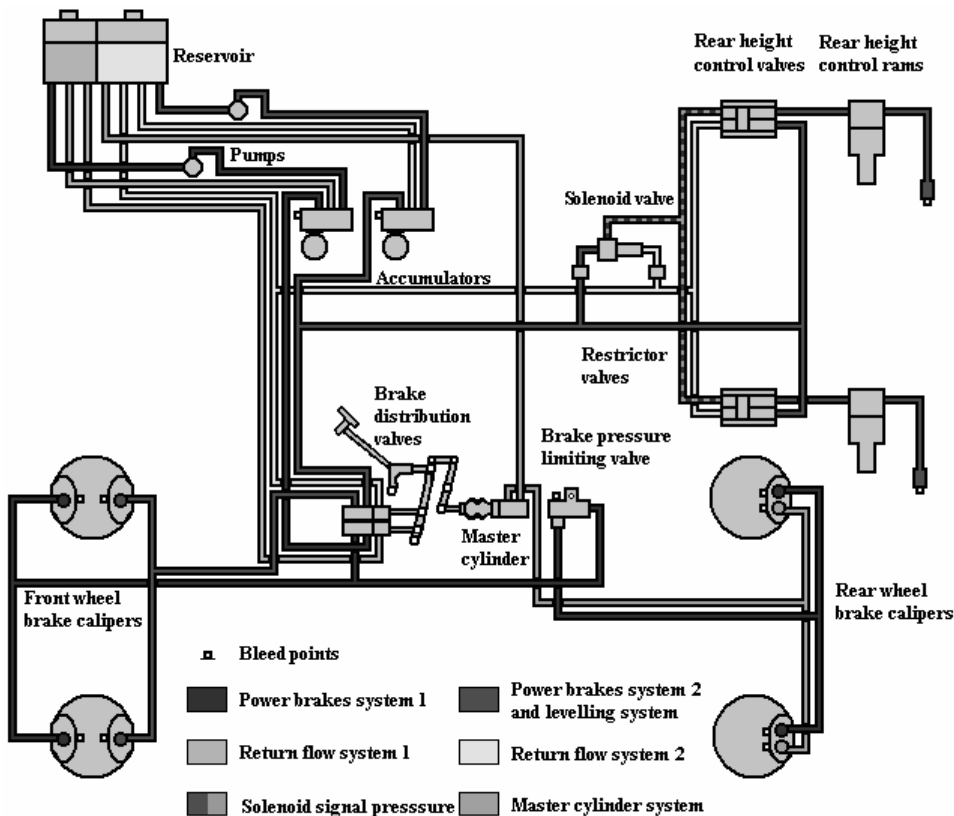 Reservoir
Rear height
control valves
Rear height
control rams
Pumps
Solenoid valve
Accumulators
Restrictor
valves
Brake
distribution
valves
Brake pressure
limiting valve
Master
cylinder
Front wheel
brake calipers
Rear wheel
brake calipers
Bleed points
Power brakes system 1
Power brakes system 2
and levelling system
Return flow system 1
Return flow system 2
Solenoid signal presssure
Master cylinder system